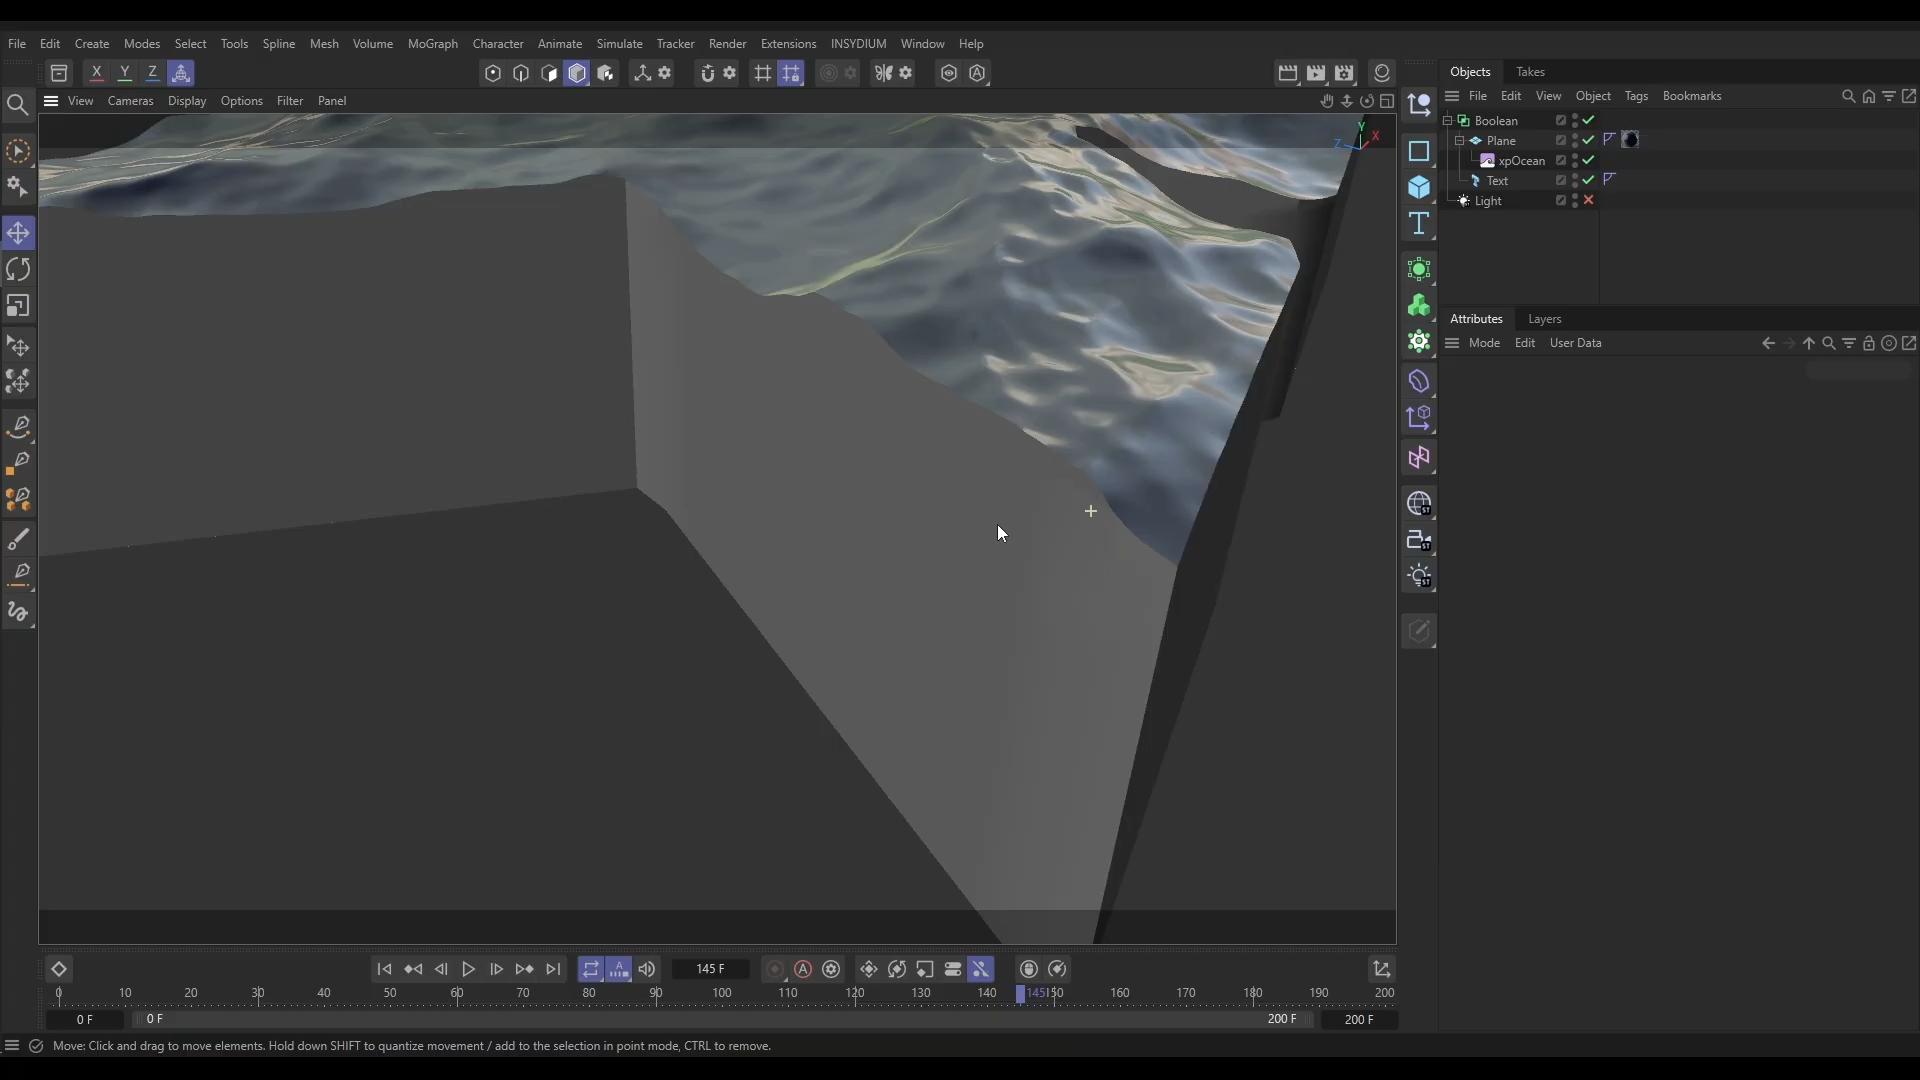 File Edit Create Modes Select Tools Spline Mesh Volume MoGraph Character Animate Simulate Tracker Render Extensions INSYDIUM Window Help
X Y Z
Objects Takes
View Cameras Display Options Filter Panel
File Edit View Object Tags Bookmarks
Boolean
Plane
xpOcean
Text
Light
Y
X
Z
Attributes Layers
Mode Edit User Data
ST
ST
ST
A
145 F
A
0 10 20 30 40 50 60 70 80 90 100 110 120 130 140 145 150 160 170 180 190 200
0 F 0 F 200 F 200 F
Move: Click and drag to move elements. Hold down SHIFT to quantize movement / add to the selection in point mode, CTRL to remove.